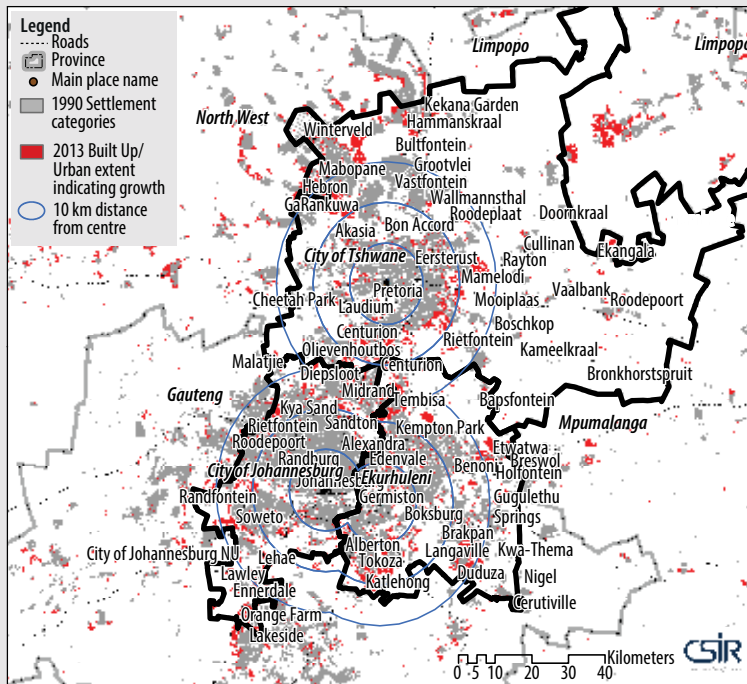 Legend
Roads
Province
Main place name
1990 Settlement
categories
2013 Built Up/
Urban extent
indicating growth
10 km distance
from centre
Limpopo
Limpopo
North West
Kekana Garden
Hammanskraal
Winterveld
Bultfontein
Mabopane
Grootvlei
Hebron
Vastfontein
GaRankuwa
Wallmannsthal
Roodeplaat
Doornkraal
Akasia
Bon Accord
Cullinan
City of Tshwane
Eersterust
Rayton
Ekangala
Mamelodi
Pretoria
Vaalbank
Cheetah Park
Laudium
Mooiplaas
Roodepoort
Centurion
Boschkop
Rietfontein
Olievenhoutbos
Kameelkraal
Malatjie
Diepsloot
Centurion
Bronkhorstspruit
Gauteng
Midrand
Tembisa
Bapsfontein
Kya Sand
Mpumalanga
Rietfontein
Sandton
Kempton Park
Roodepoort
Alexandra
Etwatwa
Randburg
Edenvale
Benoni
Breswol
City of Johannesburg
Ekurhuleni
Holfontein
Johannesburg
Randfontein
Germiston
Gugulethu
Soweto
Boksburg
Springs
Brakpan
City of Johannesburg NU
Lehae
Alberton
Langaville
Kwa-Thema
Tokoza
Lawley
Katlehong
Duduza
Nigel
Ennerdale
Cerutiville
Orange Farm
Lakeside
Kilometers
0 5 10 20 30 40
CSIR